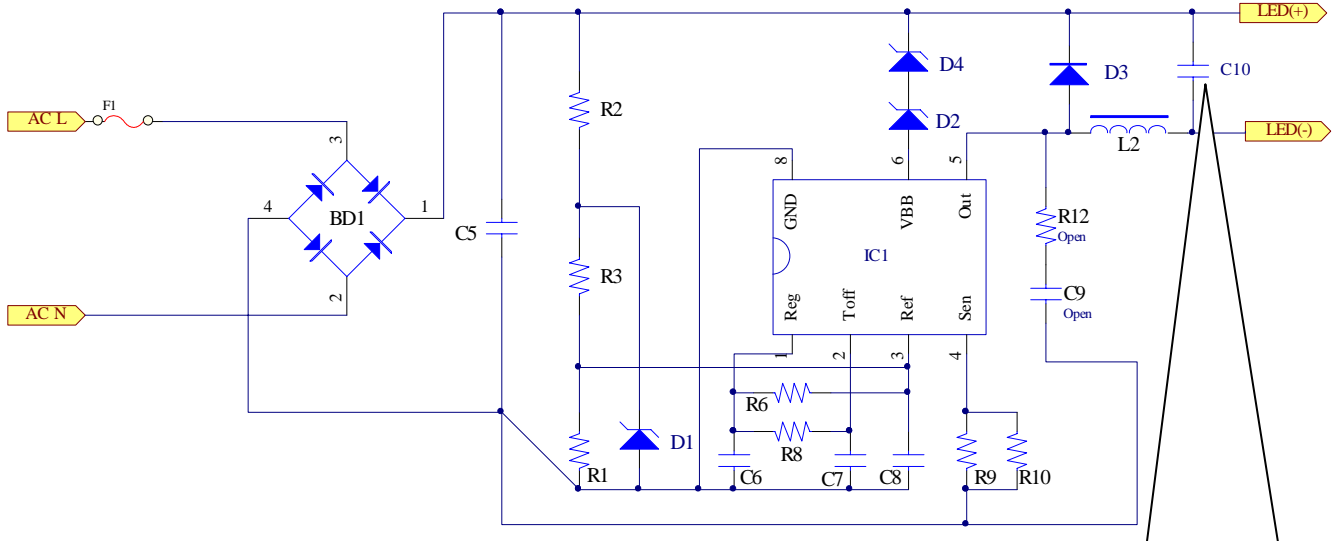 LED(+)
D4
D3
C10
F1
AC L
R2
D2
LED(-)
L2
3
8
6
5
4
1
BD1
GND
VBB
Out
C5
R12
Open
IC1
R3
C9
Open
2
AC N
Reg
Toff
Ref
Sen
1
2
3
4
R6
D1
R8
R1
C6
C7
C8
R9
R10